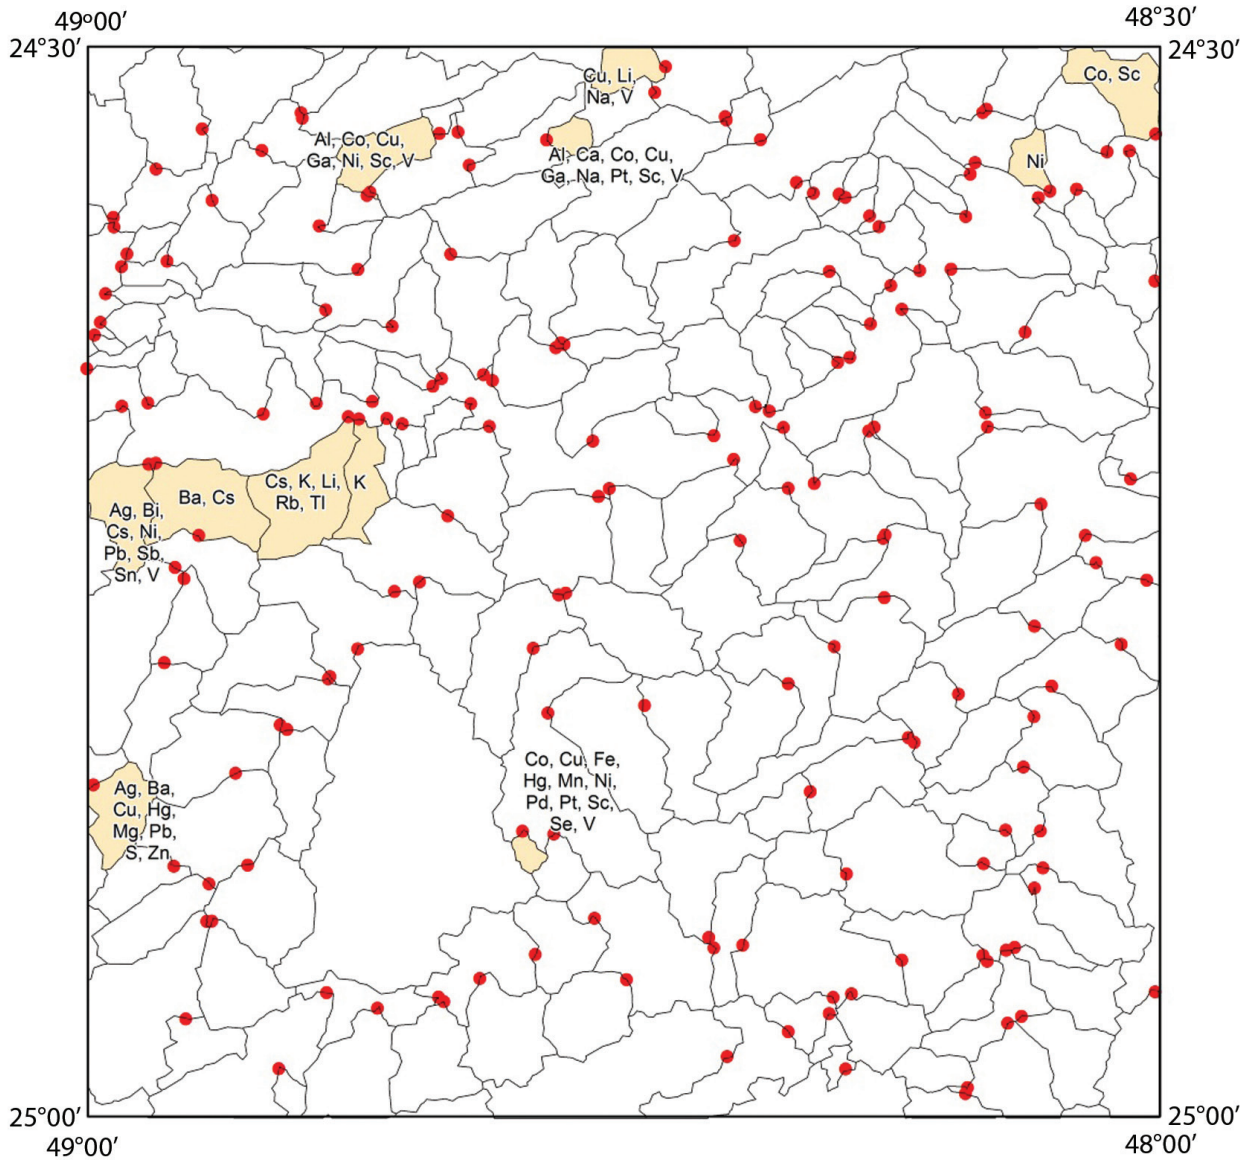 49°00′
48°30′
24°30′
24°30′
Cu, Li,
Na, V
Co, Sc
Al, Co, Cu,
Ga, Ni, Sc, V
Al, Ca, Co, Cu,
Ga, Na, Pt, Sc, V
Ni
Ag, Bi,
Cs, Ni,
Pb, Sb,
Sn, V
Ba, Cs
Cs, K, Li,
Rb, Tl
K
Co, Cu, Fe,
Hg, Mn, Ni,
Pd, Pt, Sc,
Se, V
Ag, Ba,
Cu, Hg,
Mg, Pb,
S, Zn
25°00′
25°00′
49°00′
48°00′